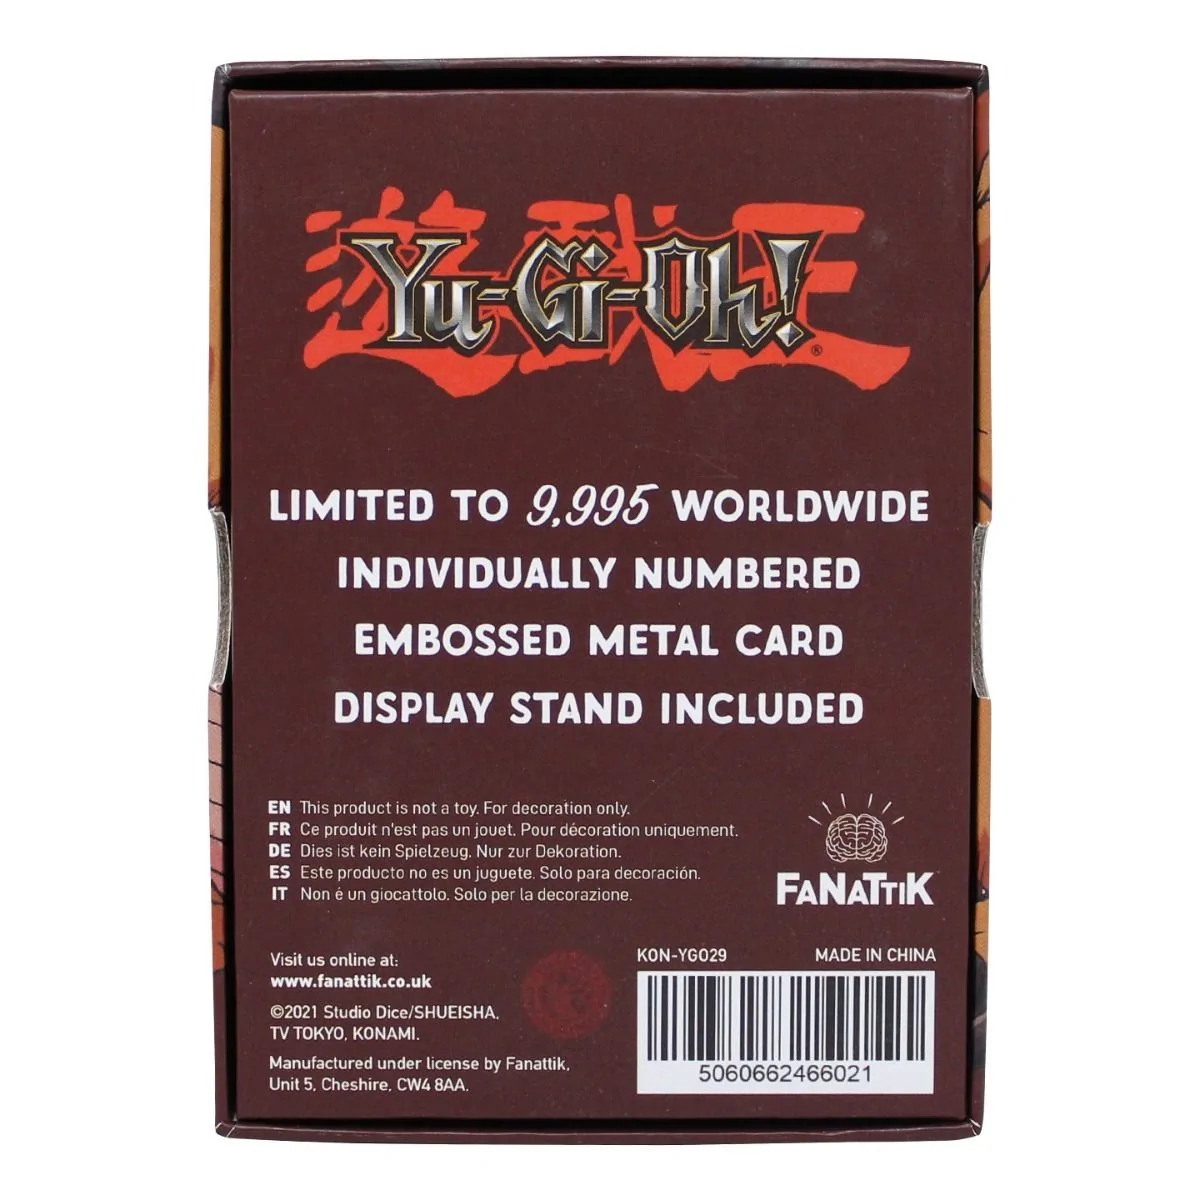 遊戯王
Yu-Gi-Oh!®
LIMITED TO 9,995 WORLDWIDE
INDIVIDUALLY NUMBERED
EMBOSSED METAL CARD
DISPLAY STAND INCLUDED
EN This product is not a toy. For decoration only.
FR Ce produit n'est pas un jouet. Pour décoration uniquement.
DE Dies ist kein Spielzeug. Nur zur Dekoration.
ES Este producto no es un juguete. Solo para decoración.
IT Non é un giocattolo. Solo per la decorazione.
FANATTIK
Visit us online at:
www.fanattik.co.uk
©2021 Studio Dice/SHUEISHA,
TV TOKYO, KONAMI.
Manufactured under license by Fanattik,
Unit 5, Cheshire, CW4 8AA.
KON-YGO29 MADE IN CHINA
5060662466021